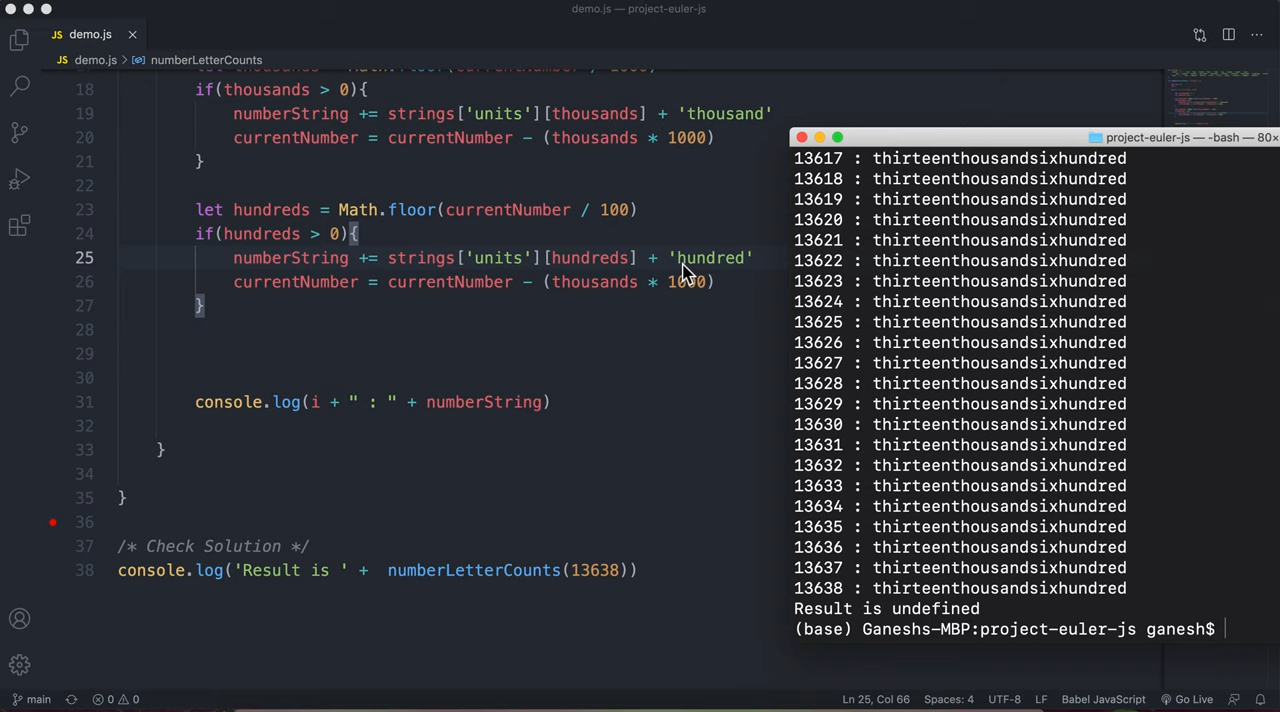 demo.js — project-euler-js
JS demo.js ×
JS demo.js > numberLetterCounts
18 if(thousands > 0){
19 numberString += strings['units'][thousands] + 'thousand'
20 currentNumber = currentNumber - (thousands * 1000)
21 }
22
23 let hundreds = Math.floor(currentNumber / 100)
24 if(hundreds > 0){
25 numberString += strings['units'][hundreds] + 'hundred'
26 currentNumber = currentNumber - (thousands * 1000)
27 }
28
29
30
31 console.log(i + " : " + numberString)
32
33 }
34
35 }
36
37 /* Check Solution */
38 console.log('Result is ' + numberLetterCounts(13638))
project-euler-js — -bash — 80×
13617 : thirteenthousandsixhundred
13618 : thirteenthousandsixhundred
13619 : thirteenthousandsixhundred
13620 : thirteenthousandsixhundred
13621 : thirteenthousandsixhundred
13622 : thirteenthousandsixhundred
13623 : thirteenthousandsixhundred
13624 : thirteenthousandsixhundred
13625 : thirteenthousandsixhundred
13626 : thirteenthousandsixhundred
13627 : thirteenthousandsixhundred
13628 : thirteenthousandsixhundred
13629 : thirteenthousandsixhundred
13630 : thirteenthousandsixhundred
13631 : thirteenthousandsixhundred
13632 : thirteenthousandsixhundred
13633 : thirteenthousandsixhundred
13634 : thirteenthousandsixhundred
13635 : thirteenthousandsixhundred
13636 : thirteenthousandsixhundred
13637 : thirteenthousandsixhundred
13638 : thirteenthousandsixhundred
Result is undefined
(base) Ganeshs-MBP:project-euler-js ganesh$
main 0 0 Ln 25, Col 66 Spaces: 4 UTF-8 LF Babel JavaScript Go Live